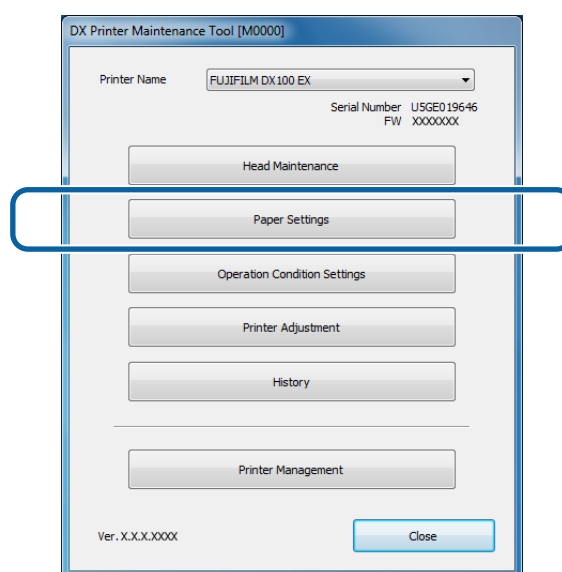 DX Printer Maintenance Tool [M0000]
Printer Name FUJIFILM DX100 EX
Serial Number U5GE019646
FW XXXXXXX
Head Maintenance
Paper Settings
Operation Condition Settings
Printer Adjustment
History
Printer Management
Ver. X.X.X.XXXX Close